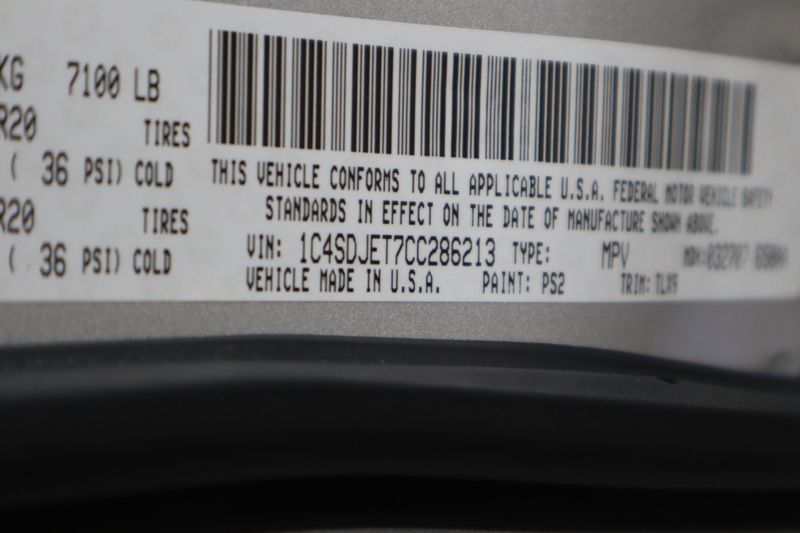 KG 7100 LB
R20 TIRES
( 36 PSI) COLD
R20 TIRES
( 36 PSI) COLD
THIS VEHICLE CONFORMS TO ALL APPLICABLE U.S.A. FEDERAL MOTOR VEHICLE SAFETY
STANDARDS IN EFFECT ON THE DATE OF MANUFACTURE SHOWN ABOVE.
VIN: 1C4SDJET7CC286213 TYPE: MPV MDH:
VEHICLE MADE IN U.S.A. PAINT: PS2 TRIM: TLX9